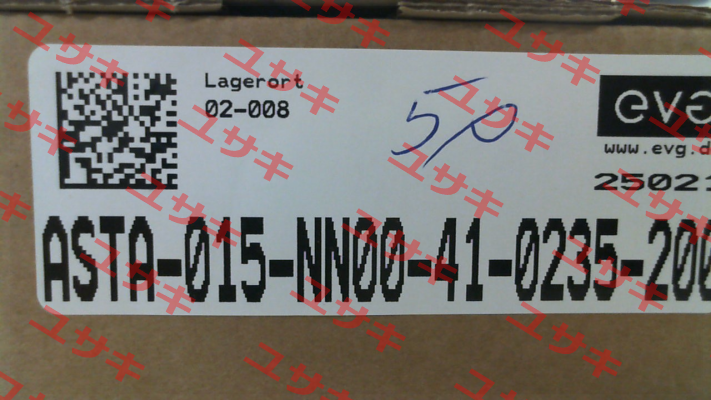 Lagerort
02-008
5P
evg
www.evg.d
25021
ASTA-015-NN00-41-0235-200
ユサキ